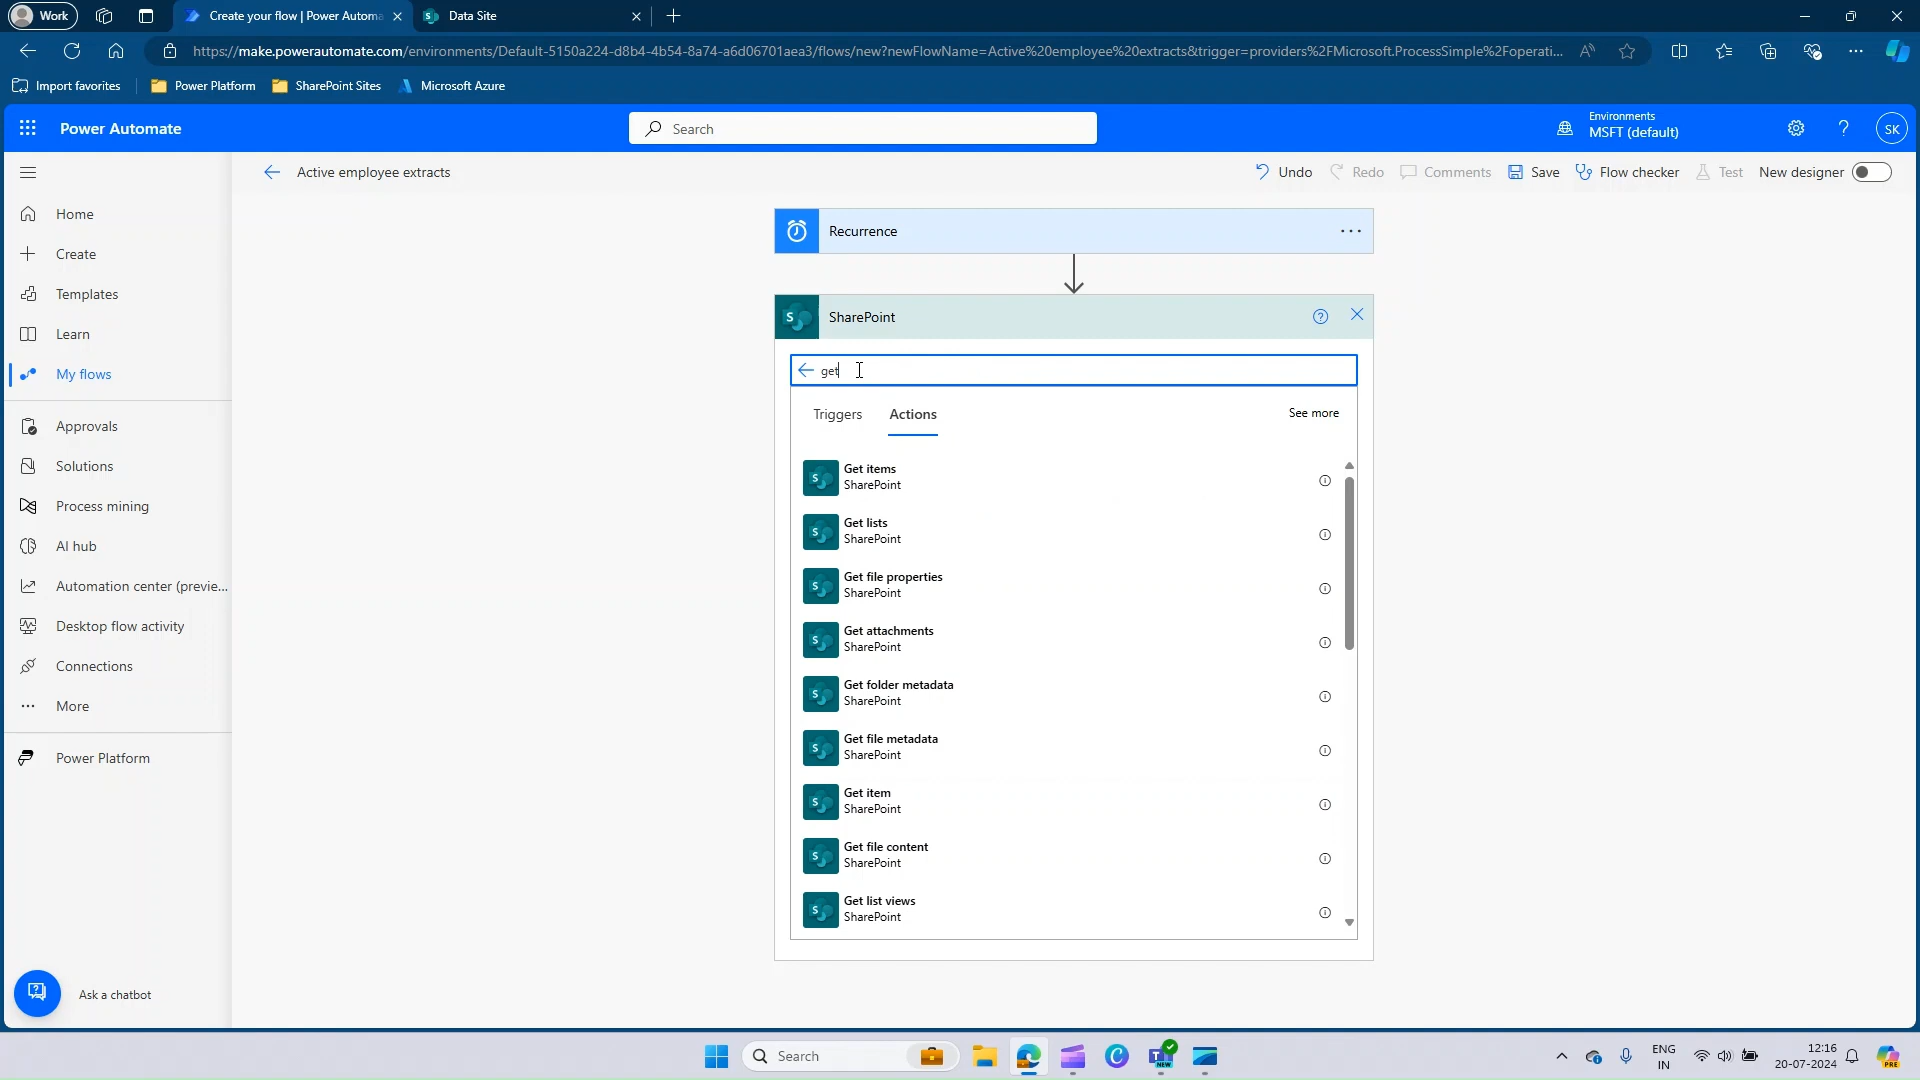 Work
Create your flow | Power Automa
Data Site
https://make.powerautomate.com/environments/Default-5150a224-d8b4-4b54-8a74-a6d06701aea3/flows/new?newFlowName=Active%20employee%20extracts&trigger=providers%2FMicrosoft.ProcessSimple%2Foperati...
Import favorites
Power Platform
SharePoint Sites
Microsoft Azure
Power Automate
Search
Environments
MSFT (default)
?
SK
Active employee extracts
Undo
Redo
Comments
Save
Flow checker
Test
New designer
Home
Create
Templates
Learn
My flows
Approvals
Solutions
Process mining
AI hub
Automation center (previe...
Desktop flow activity
Connections
More
Power Platform
Ask a chatbot
Recurrence
SharePoint
get
Triggers
Actions
See more
Get items
SharePoint
Get lists
SharePoint
Get file properties
SharePoint
Get attachments
SharePoint
Get folder metadata
SharePoint
Get file metadata
SharePoint
Get item
SharePoint
Get file content
SharePoint
Get list views
SharePoint
Search
ENG
IN
12:16
20-07-2024